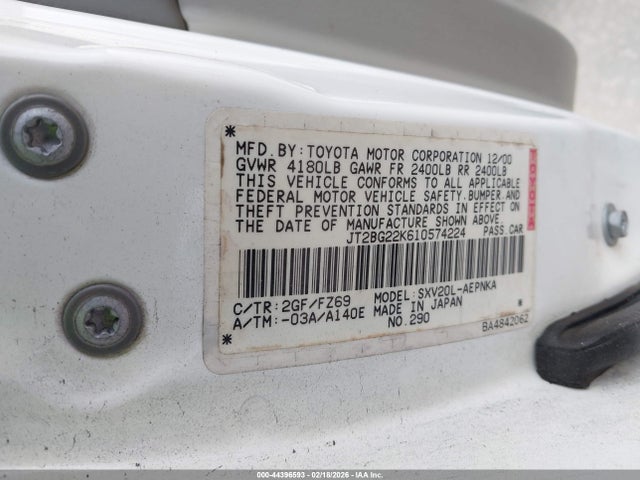 *
MFD. BY: TOYOTA MOTOR CORPORATION 12/00
GVWR 4180LB GAWR FR 2400LB RR 2400LB
THIS VEHICLE CONFORMS TO ALL APPLICABLE
FEDERAL MOTOR VEHICLE SAFETY, BUMPER AND
THEFT PREVENTION STANDARDS IN EFFECT ON
THE DATE OF MANUFACTURE SHOWN ABOVE.
* JT2BG22K610574224 PASS.CAR
C/TR: 2GF/FZ69 MODEL: SXV20L-AEPNKA
A/TM: -03A/A140E MADE IN JAPAN
* NO.290 BA4842062
000-44396593 02/18/2026 Copart